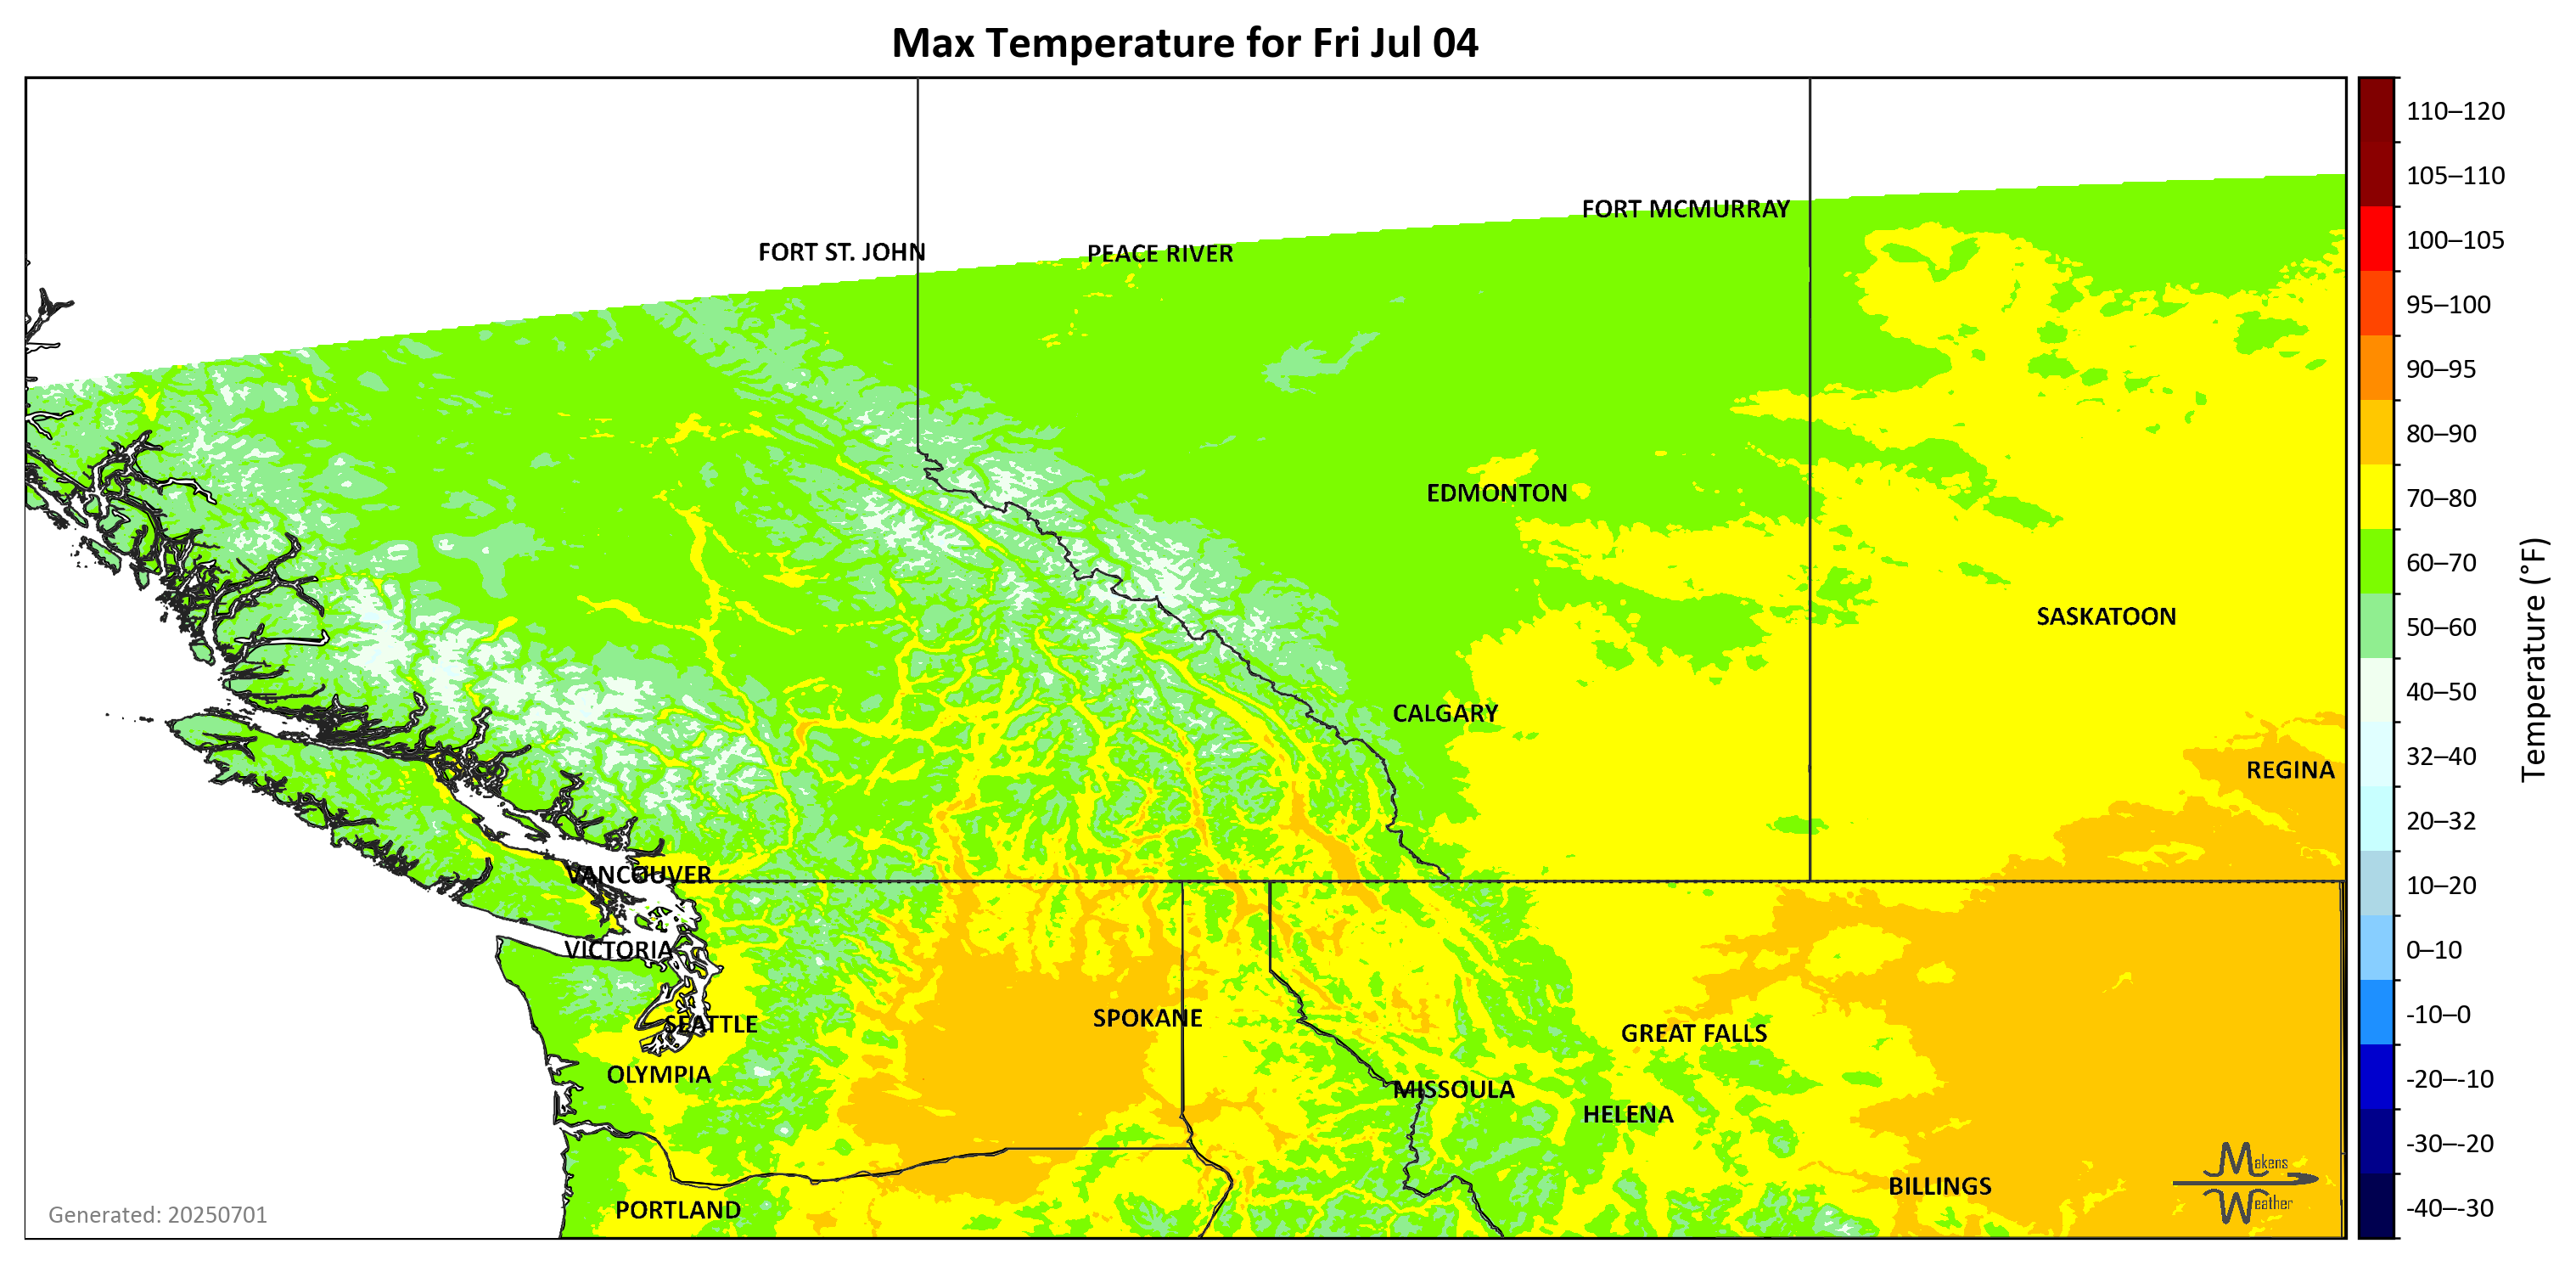 Max Temperature for Fri Jul 04
110–120
105–110
FORT MCMURRAY
100–105
FORT ST. JOHN
PEACE RIVER
95–100
90–95
80–90
EDMONTON
70–80
60–70
SASKATOON
50–60
Temperature (°F)
CALGARY
40–50
REGINA
32–40
20–32
VANCOUVER
10–20
VICTORIA
0–10
SPOKANE
-10–0
SEATTLE
GREAT FALLS
OLYMPIA
-20–-10
MISSOULA
HELENA
-30–-20
Makens
Weather
BILLINGS
PORTLAND
-40–-30
Generated: 20250701